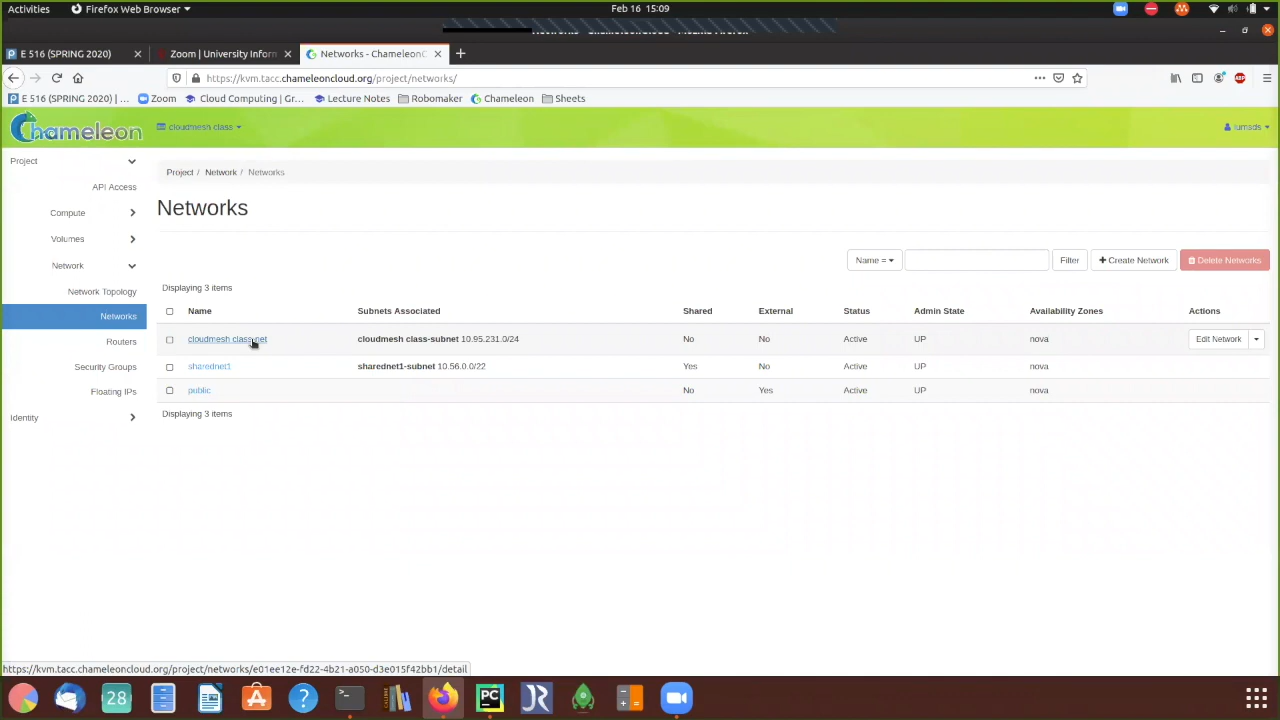 Activities Firefox Web Browser Feb 16 15:09
E 516 (SPRING 2020) Zoom | University Inform Networks - ChameleonC
https://kvm.tacc.chameleoncloud.org/project/networks/
E 516 (SPRING 2020) | ... Zoom Cloud Computing | Gr... Lecture Notes Robomaker Chameleon Sheets
Chameleon cloudmesh class
Project
API Access
Compute
Volumes
Network
Network Topology
Networks
Routers
Security Groups
Floating IPs
Identity
Project / Network / Networks
Networks
Name = Filter + Create Network Delete Networks
Displaying 3 items
Name Subnets Associated Shared External Status Admin State Availability Zones Actions
cloudmesh class-net cloudmesh class-subnet 10.95.231.0/24 No No Active UP nova Edit Network
sharednet1 sharednet1-subnet 10.56.0.0/22 Yes No Active UP nova
public No Yes Active UP nova
Displaying 3 items
https://kvm.tacc.chameleoncloud.org/project/networks/e01ee12e-fd22-4b21-a050-d3e015f42bb1/detail
28
PC
JR